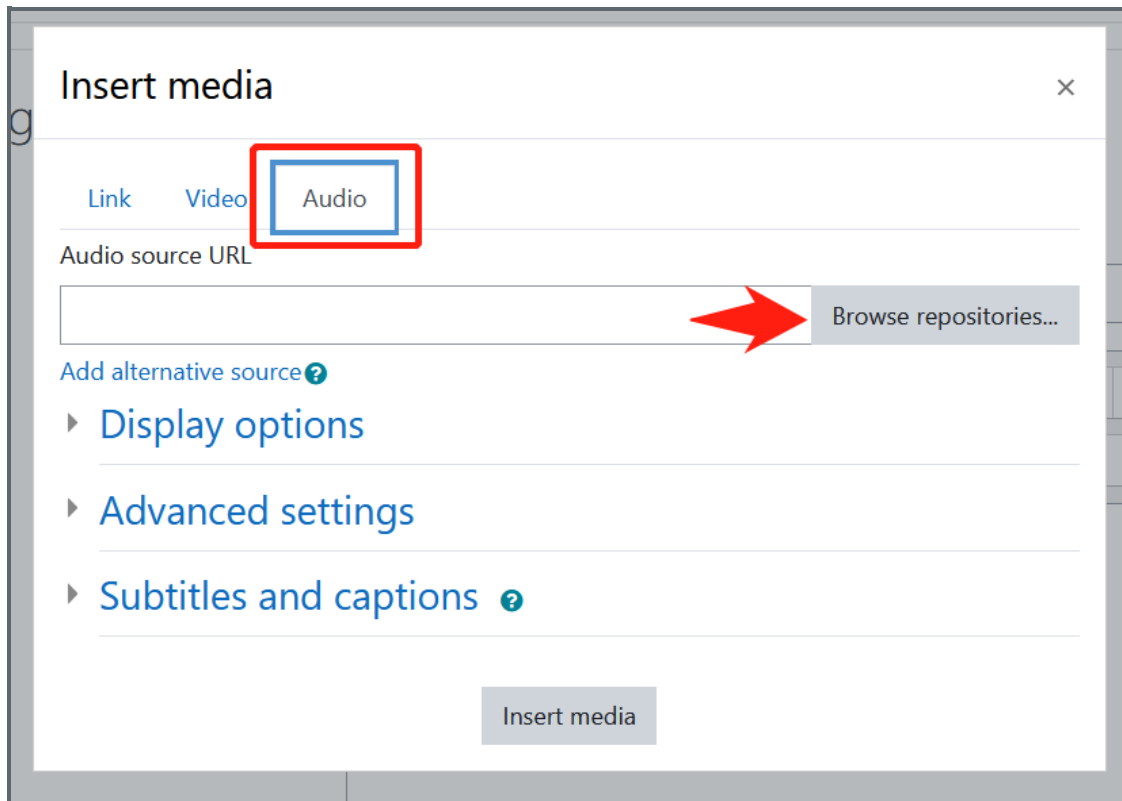 Insert media ×
g
Link Video Audio
Audio source URL
Browse repositories...
Add alternative source ?
Display options
Advanced settings
Subtitles and captions ?
Insert media